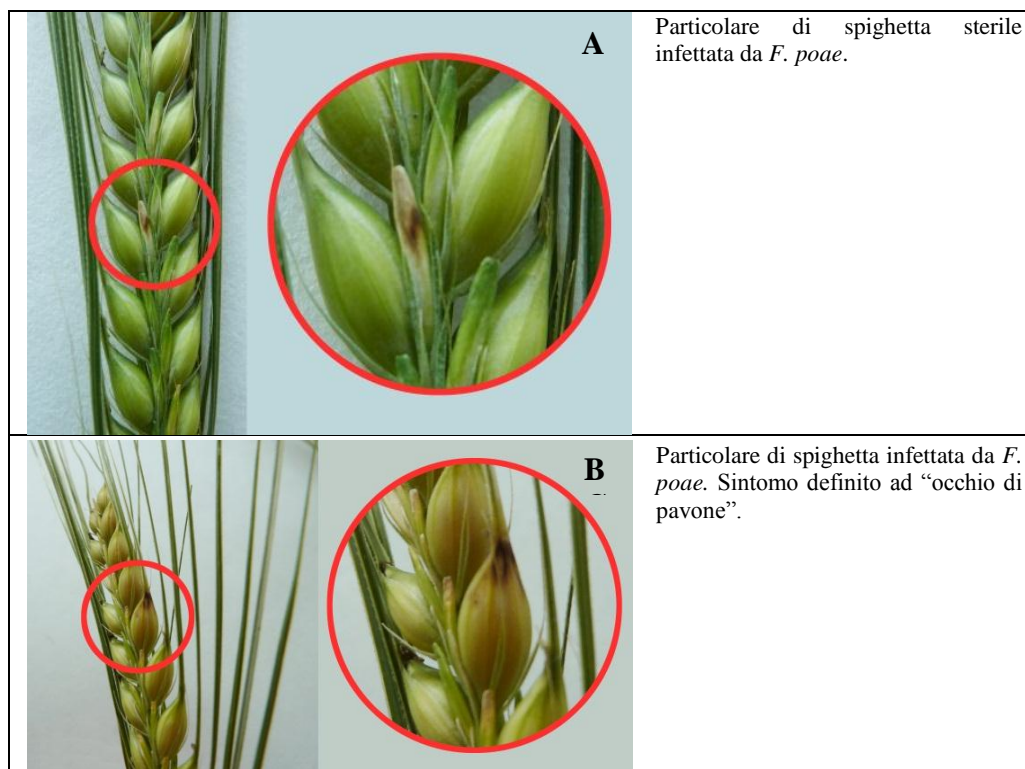 A
Particolare di spighetta sterile
infettata da F. poae.
B
Particolare di spighetta infettata da F.
poae. Sintomo definito ad “occhio di
pavone”.